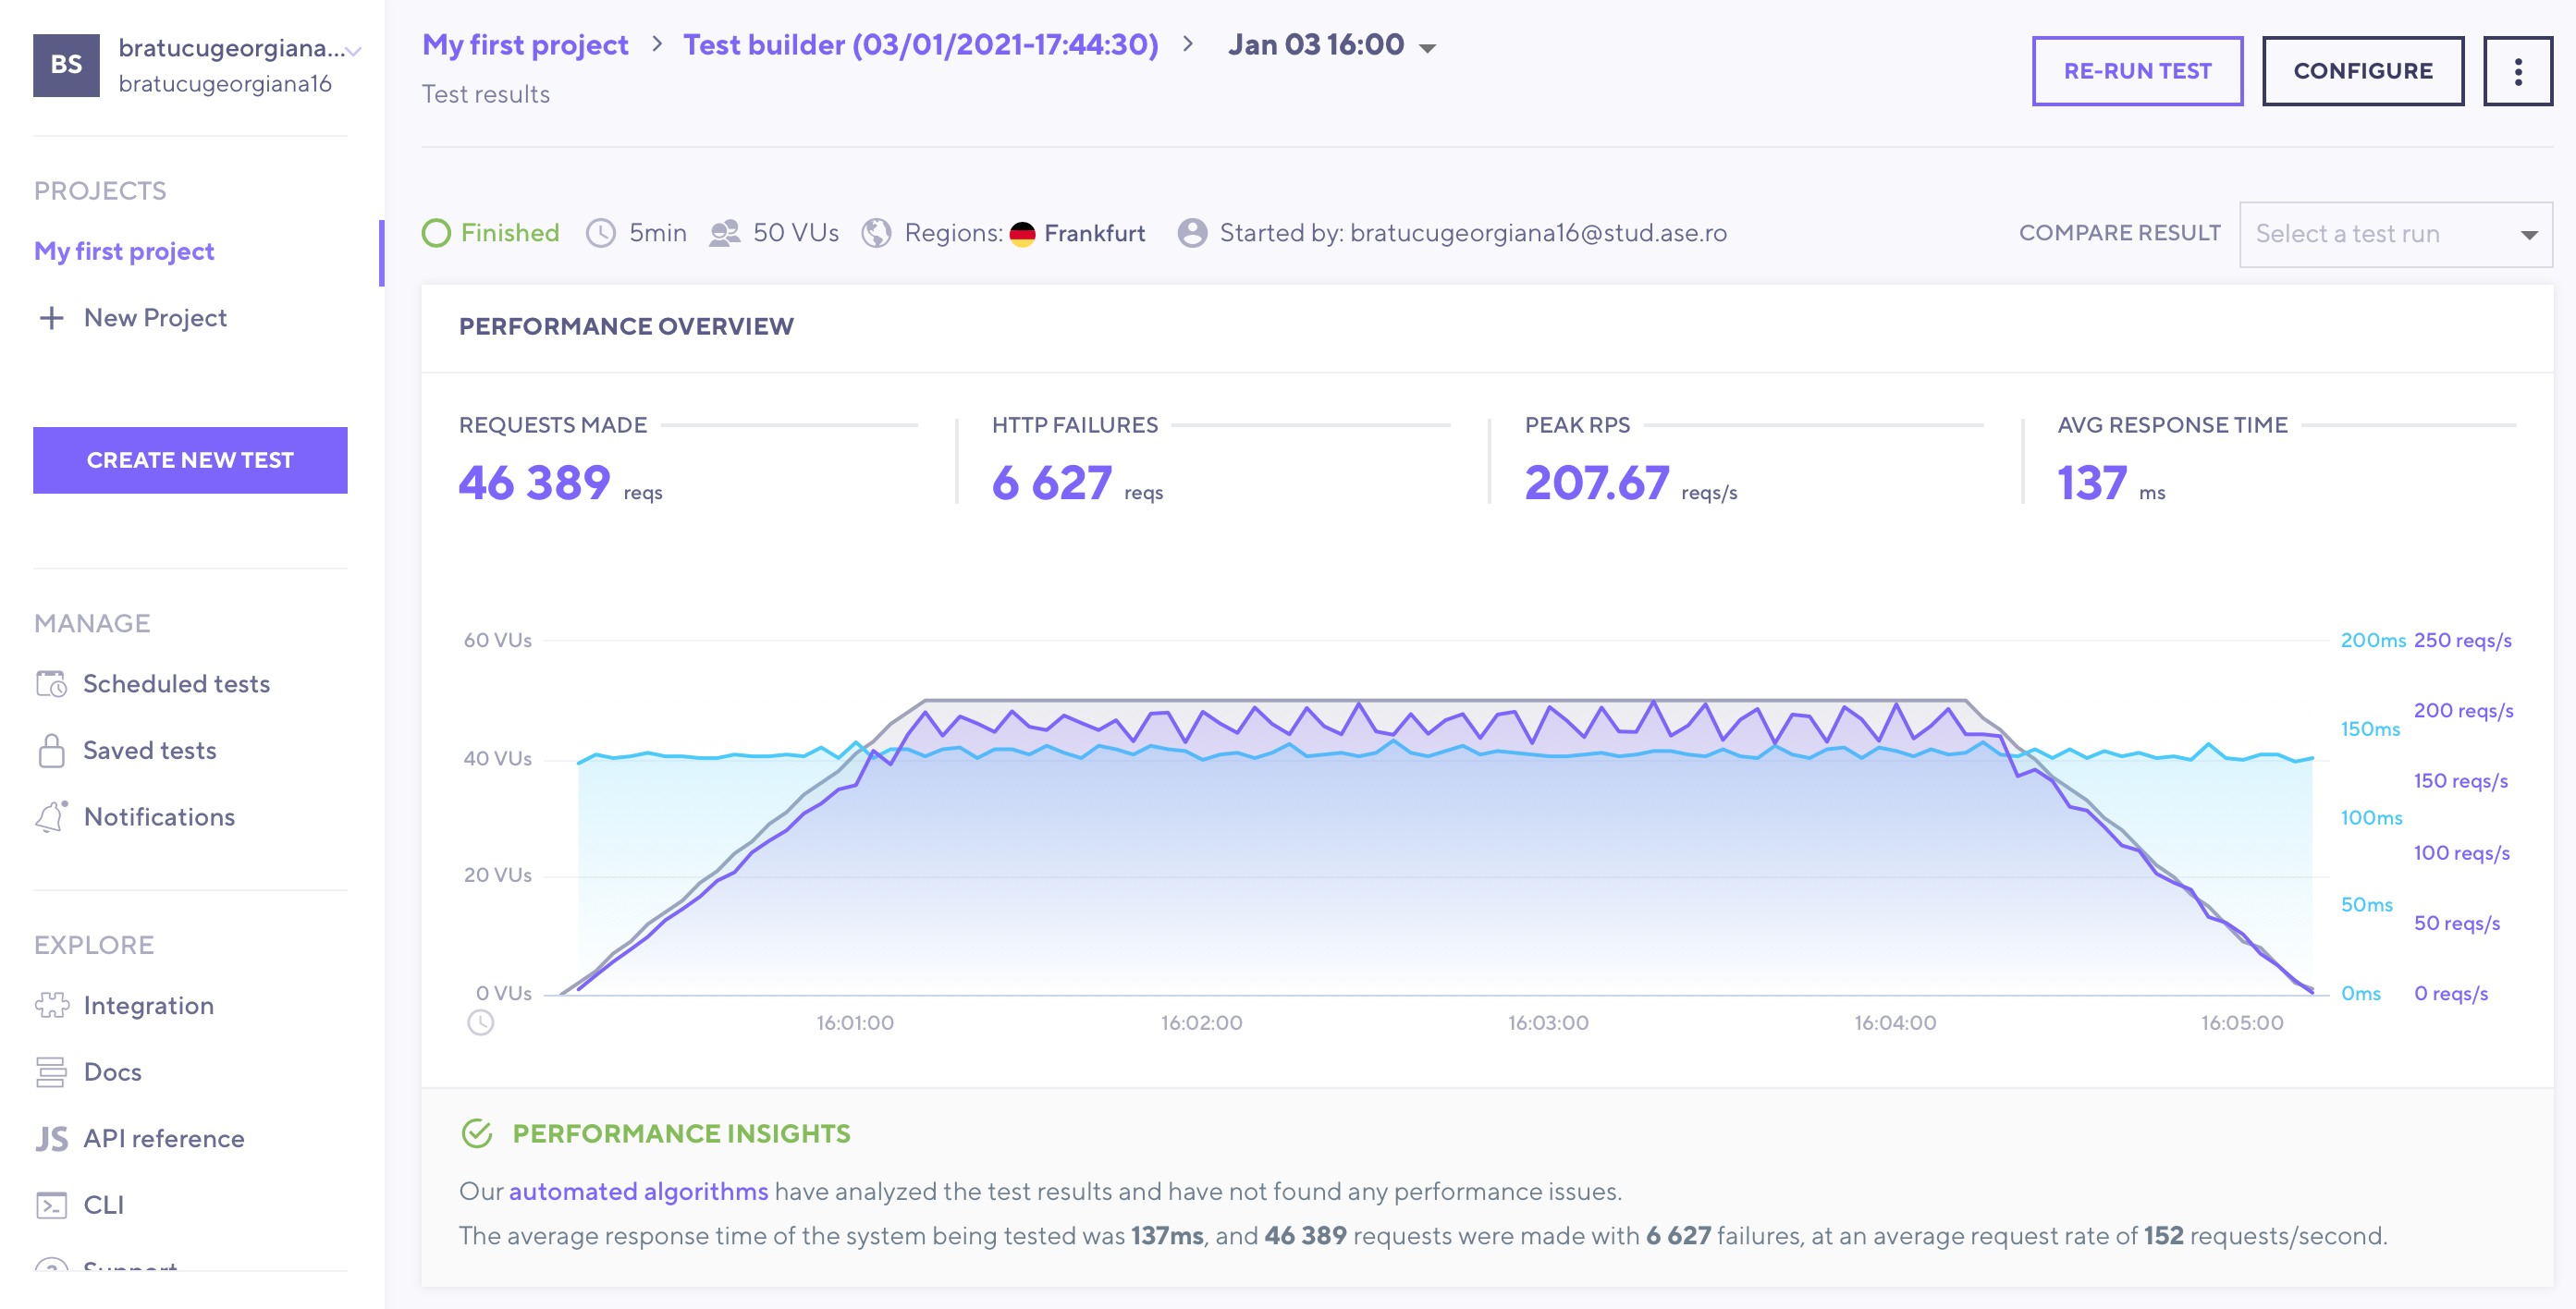 BS
bratucugeorgiana...
bratucugeorgiana16
PROJECTS
My first project
New Project
CREATE NEW TEST
MANAGE
Scheduled tests
Saved tests
Notifications
EXPLORE
Integration
Docs
JS API reference
CLI
Support
My first project > Test builder (03/01/2021-17:44:30) > Jan 03 16:00
Test results
RE-RUN TEST
CONFIGURE
Finished 5min 50 VUs Regions: Frankfurt Started by: bratucugeorgiana16@stud.ase.ro
COMPARE RESULT Select a test run
PERFORMANCE OVERVIEW
REQUESTS MADE
46 389 reqs
HTTP FAILURES
6 627 reqs
PEAK RPS
207.67 reqs/s
AVG RESPONSE TIME
137 ms
60 VUs
40 VUs
20 VUs
0 VUs
200ms 250 reqs/s
200 reqs/s
150ms
150 reqs/s
100ms
100 reqs/s
50ms
50 reqs/s
0ms 0 reqs/s
16:01:00 16:02:00 16:03:00 16:04:00 16:05:00
PERFORMANCE INSIGHTS
Our automated algorithms have analyzed the test results and have not found any performance issues.
The average response time of the system being tested was 137ms, and 46 389 requests were made with 6 627 failures, at an average request rate of 152 requests/second.